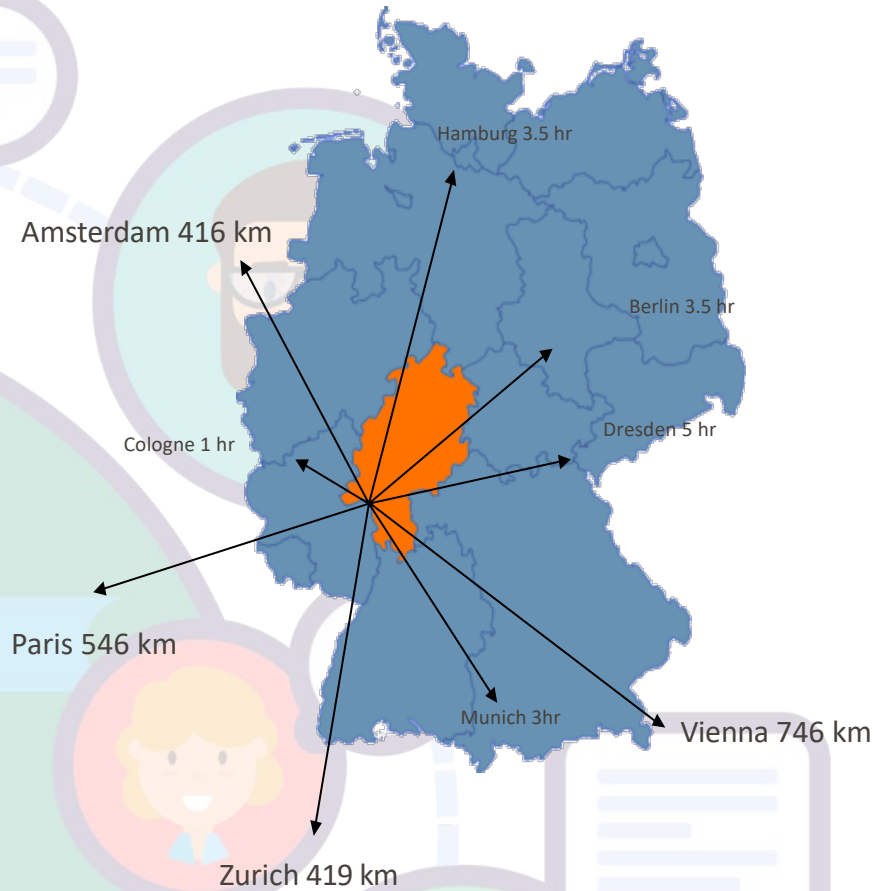 Hamburg 3.5 hr
Amsterdam 416 km
Berlin 3.5 hr
Dresden 5 hr
Cologne 1 hr
Paris 546 km
Munich 3hr
Vienna 746 km
Zurich 419 km